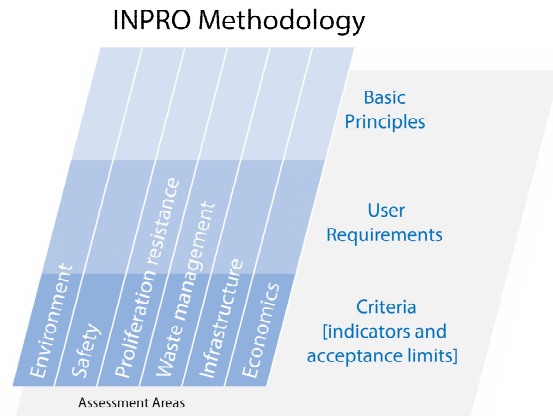 INPRO Methodology
Basic
Principles
User
Requirements
Criteria
[indicators and
acceptance limits]
Environment
Safety
Proliferation resistance
Waste management
Infrastructure
Economics
Assessment Areas